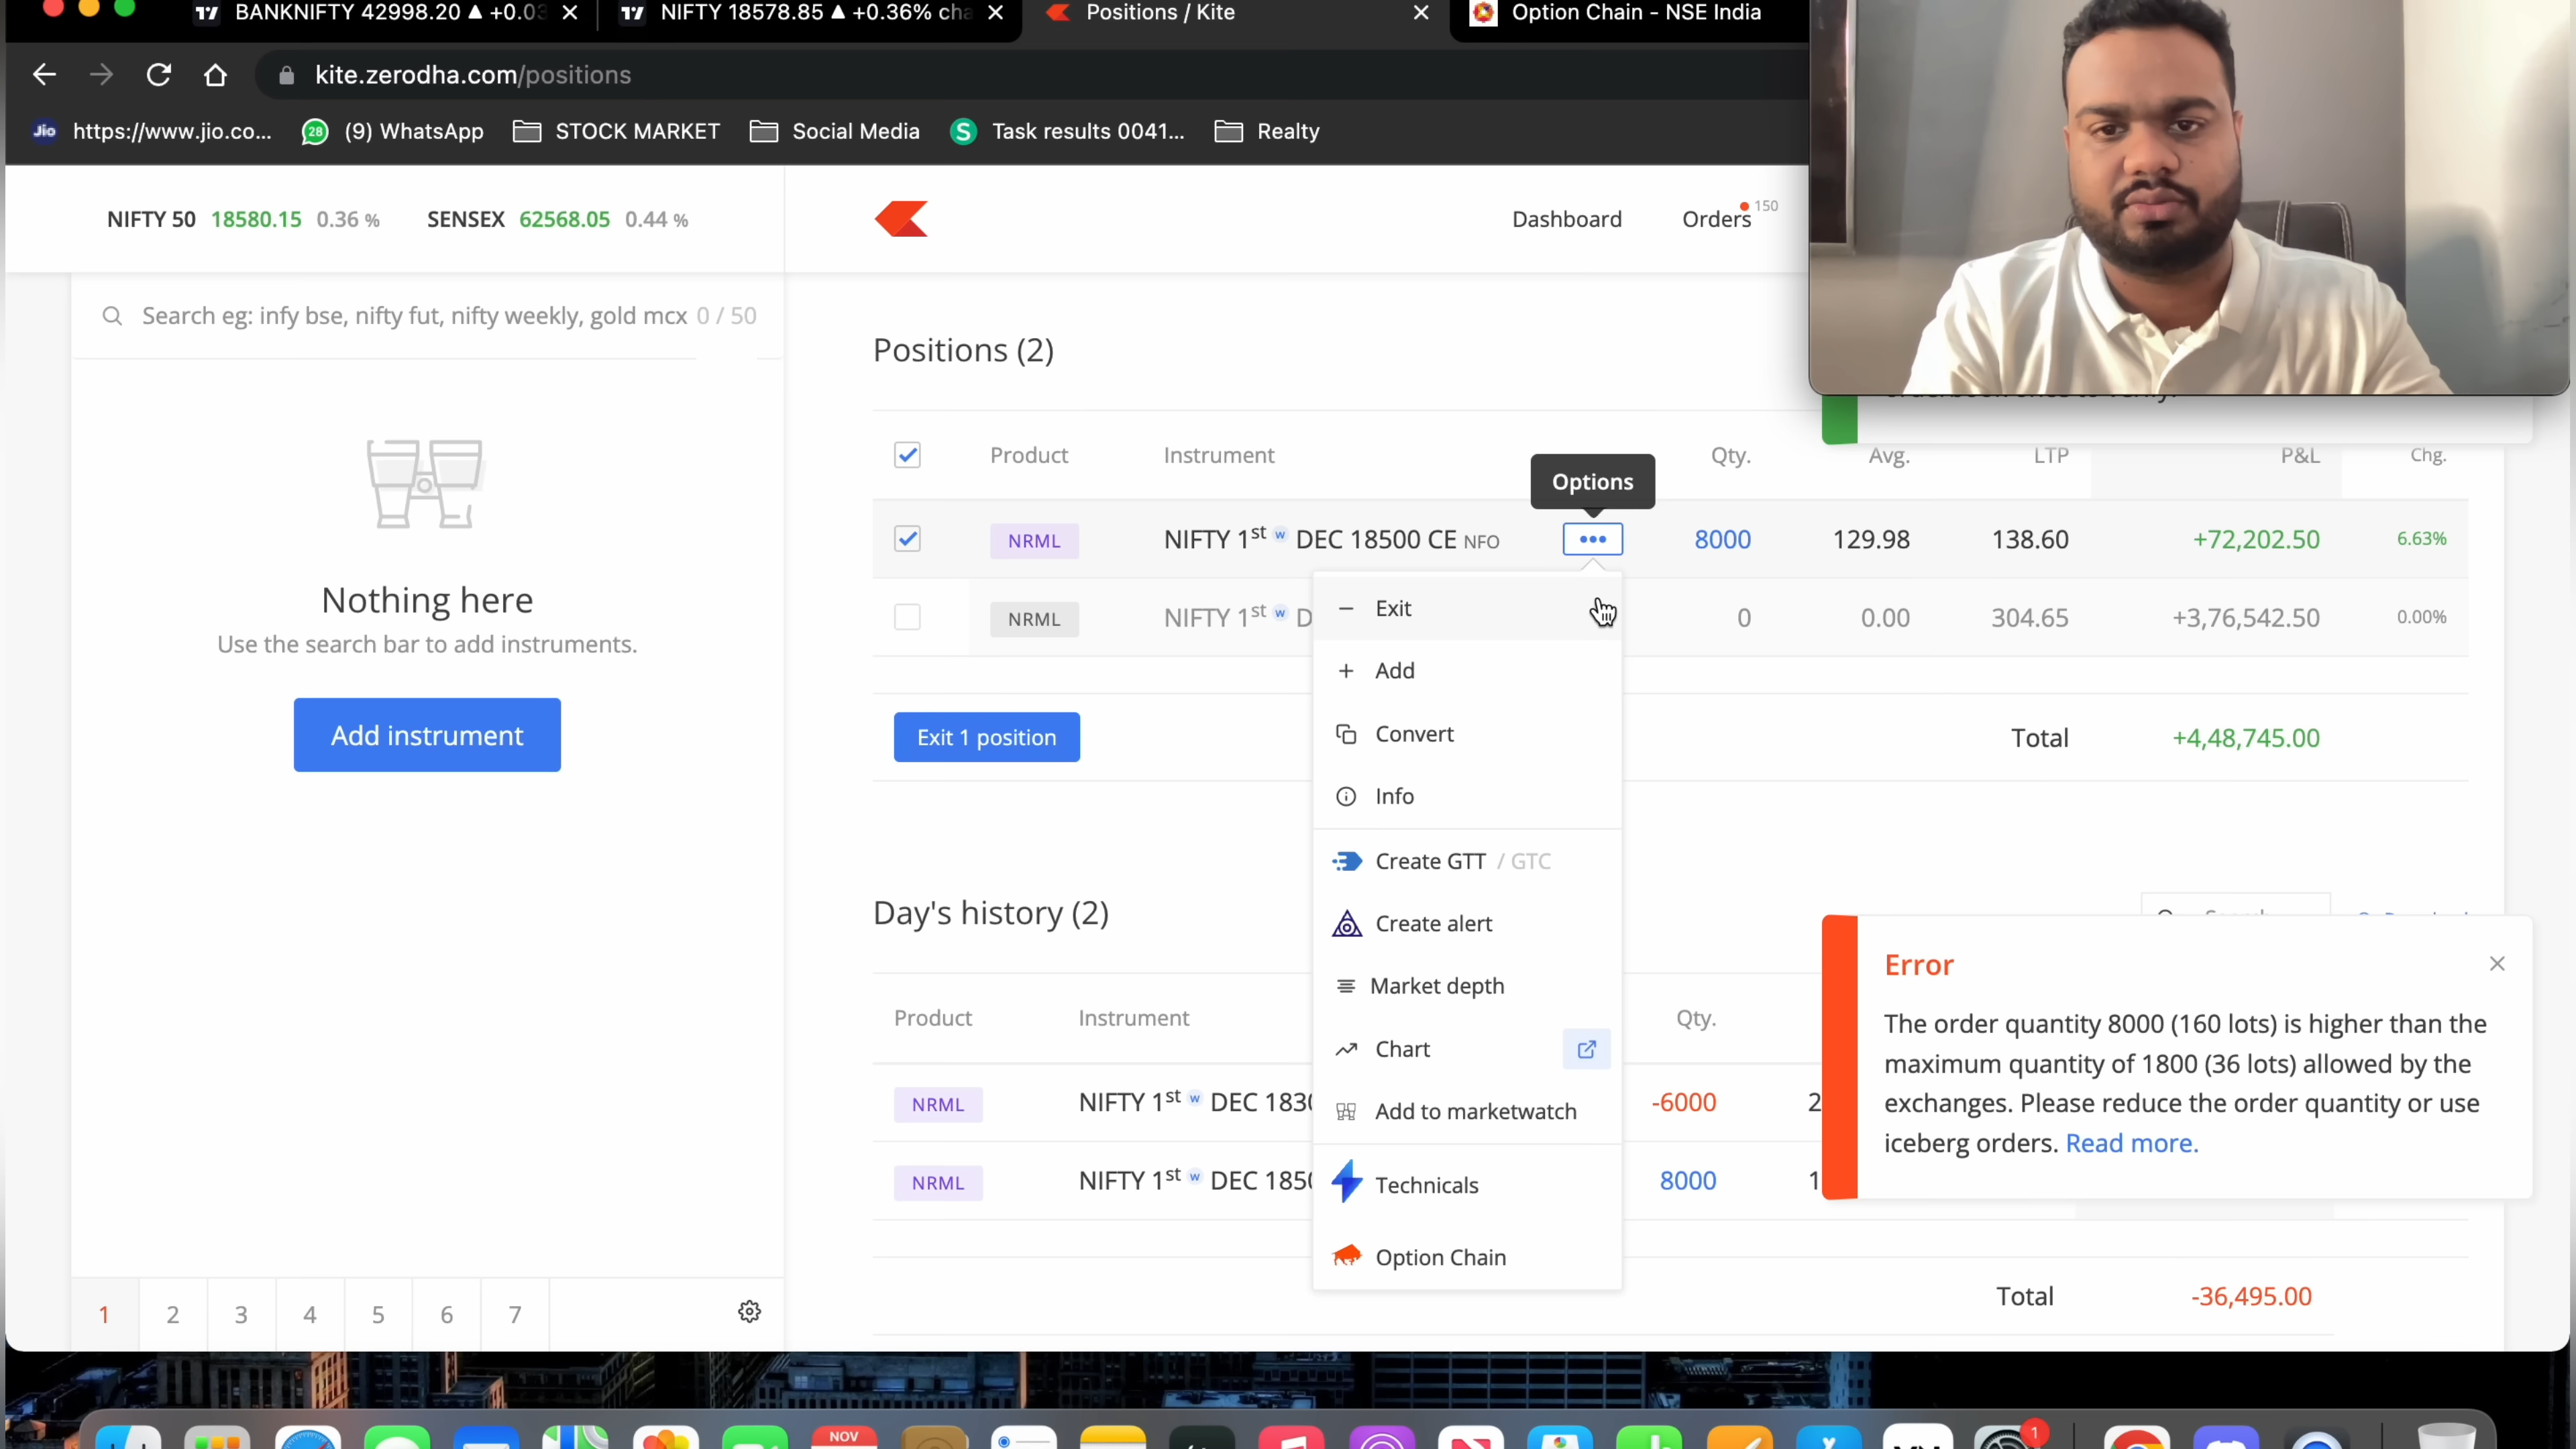 BANKNIFTY 42998.20 ▲ +0.03
NIFTY 18578.85 ▲ +0.36% cha
Positions / Kite
Option Chain - NSE India
kite.zerodha.com/positions
Jio https://www.jio.co...
28 (9) WhatsApp
STOCK MARKET
Social Media
S Task results 0041...
Realty
NIFTY 50 18580.15 0.36 %
SENSEX 62568.05 0.44 %
Dashboard
Orders 150
Search eg: infy bse, nifty fut, nifty weekly, gold mcx 0 / 50
Nothing here
Use the search bar to add instruments.
Add instrument
1 2 3 4 5 6 7
Positions (2)
Product Instrument Qty. Avg. LTP P&L Chg.
Options
NRML NIFTY 1st w DEC 18500 CE NFO ••• 8000 129.98 138.60 +72,202.50 6.63%
NRML NIFTY 1st w D 0 0.00 304.65 +3,76,542.50 0.00%
Exit 1 position
Total +4,48,745.00
Exit
Add
Convert
Info
Create GTT / GTC
Create alert
Market depth
Chart
Add to marketwatch
Technicals
Option Chain
Day's history (2)
Product Instrument Qty.
NRML NIFTY 1st w DEC 1830 -6000 2
NRML NIFTY 1st w DEC 1850 8000 1
Total -36,495.00
Error
The order quantity 8000 (160 lots) is higher than the
maximum quantity of 1800 (36 lots) allowed by the
exchanges. Please reduce the order quantity or use
iceberg orders. Read more.
NOV
1